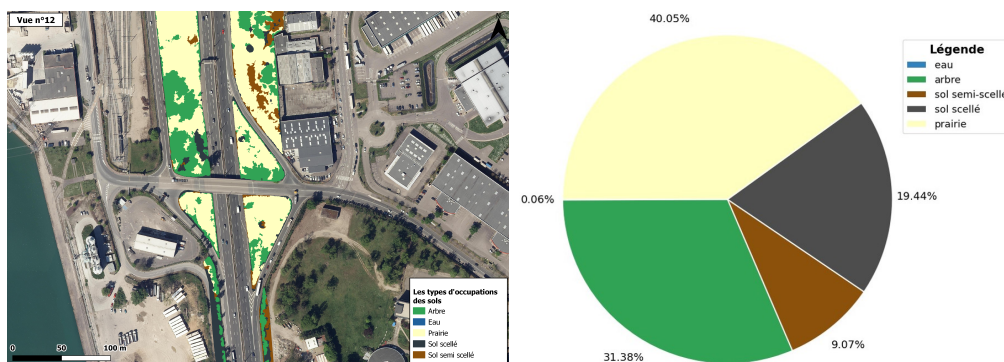 Vue n°12
Les types d'occupations
des sols
Arbre
Eau
Prairie
Sol scellé
Sol semi scellé
0 50 100 m
40.05%
0.06%
19.44%
31.38%
9.07%
Légende
eau
arbre
sol semi-scellé
sol scellé
prairie